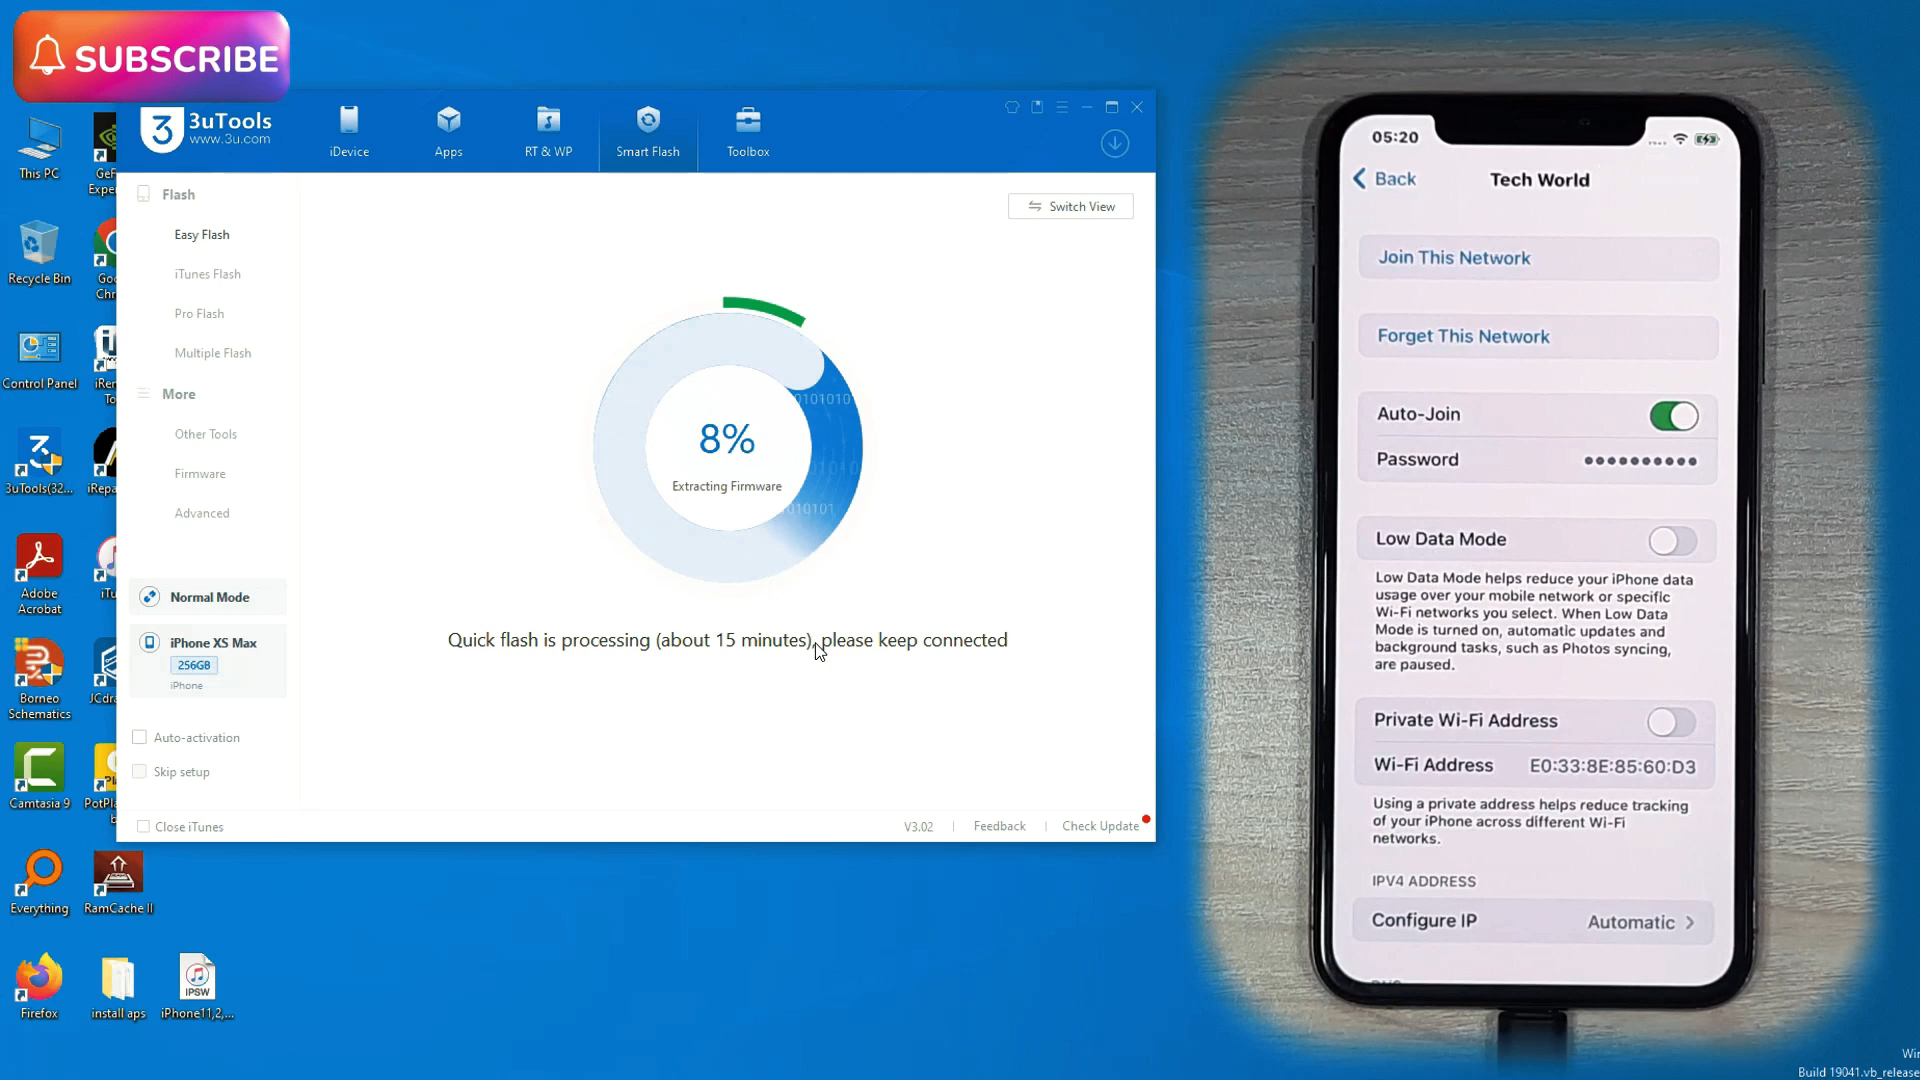 SUBSCRIBE
3uTools
www.3u.com
iDevice
Apps
RT & WP
Smart Flash
Toolbox
Flash
Easy Flash
iTunes Flash
Pro Flash
Multiple Flash
More
Other Tools
Firmware
Advanced
Normal Mode
iPhone XS Max
256GB
iPhone
Auto-activation
Skip setup
Close iTunes
Switch View
8%
Extracting Firmware
Quick flash is processing (about 15 minutes), please keep connected
V3.02
Feedback
Check Update
This PC
Recycle Bin
Control Panel
3uTools(32...
Adobe
Acrobat
Borneo
Schematics
Camtasia 9
Everything
RamCache II
Firefox
install aps
IPSW
iPhone11,2,...
05:20
Back
Tech World
Join This Network
Forget This Network
Auto-Join
Password
Low Data Mode
Low Data Mode helps reduce your iPhone data
usage over your mobile network or specific
Wi-Fi networks you select. When Low Data
Mode is turned on, automatic updates and
background tasks, such as Photos syncing,
are paused.
Private Wi-Fi Address
Wi-Fi Address E0:33:8E:85:60:D3
Using a private address helps reduce tracking
of your iPhone across different Wi-Fi
networks.
IPV4 ADDRESS
Configure IP Automatic
Build 19041.vb_release